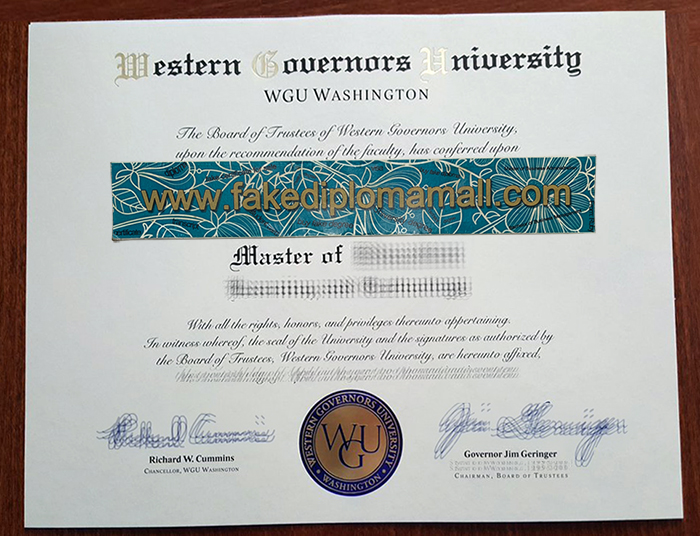 Western Governors University
WGU WASHINGTON
The Board of Trustees of Western Governors University,
upon the recommendation of the faculty, has conferred upon
www.fakediplomamall.com
Master of
With all the rights, honors, and privileges thereunto appertaining.
In witness whereof, the seal of the University and the signatures as authorized by
the Board of Trustees, Western Governors University, are hereunto affixed,
WESTERN GOVERNORS UNIVERSITY
WGU
• WASHINGTON •
Richard W. Cummins
CHANCELLOR, WGU WASHINGTON
Governor Jim Geringer
CHAIRMAN, BOARD OF TRUSTEES